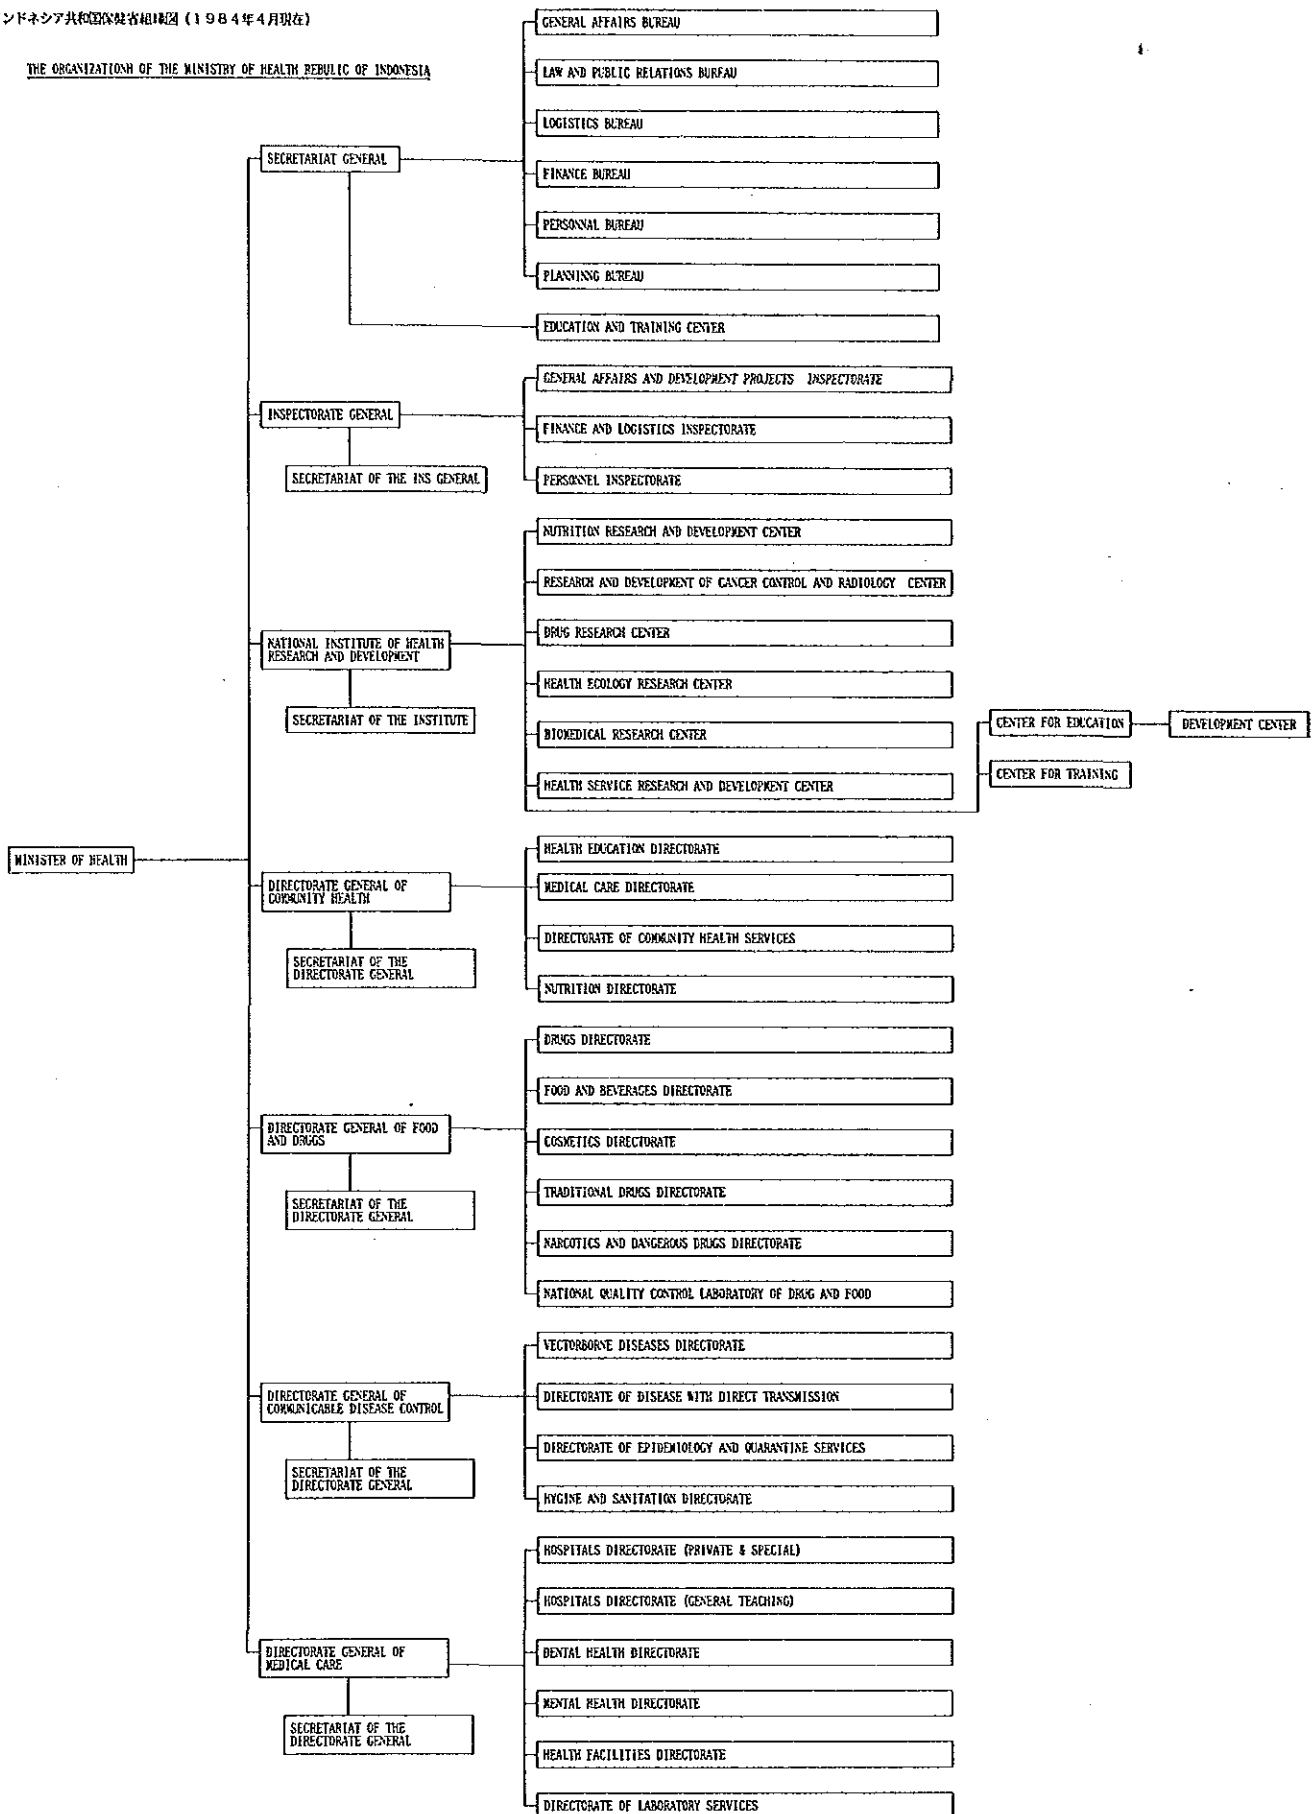 ンドネシア共和国保健省組織図(1984年4月現在)
THE ORGANIZATIONH OF THE MINISTRY OF HEALTH REBULIC OF INDONESIA
MINISTER OF HEALTH
SECRETARIAT GENERAL
GENERAL AFFAIRS BUREAU
LAW AND PUBLIC RELATIONS BUREAU
LOGISTICS BUREAU
FINANCE BUREAU
PERSONNAL BUREAU
PLANNINNG BUREAU
EDUCATION AND TRAINING CENTER
INSPECTORATE GENERAL
SECRETARIAT OF THE INS GENERAL
GENERAL AFFAIRS AND DEVELOPMENT PROJECTS INSPECTORATE
FINANCE AND LOGISTICS INSPECTORATE
PERSONNEL INSPECTORATE
NATIONAL INSTITUTE OF HEALTH
RESEARCH AND DEVELOPMENT
SECRETARIAT OF THE INSTITUTE
NUTRITION RESEARCH AND DEVELOPMENT CENTER
RESEARCH AND DEVELOPMENT OF CANCER CONTROL AND RADIOLOGY CENTER
DRUG RESEARCH CENTER
HEALTH ECOLOGY RESEARCH CENTER
BIOMEDICAL RESEARCH CENTER
HEALTH SERVICE RESEARCH AND DEVELOPMENT CENTER
CENTER FOR EDUCATION
DEVELOPMENT CENTER
CENTER FOR TRAINING
DIRECTORATE GENERAL OF
COMMUNITY HEALTH
SECRETARIAT OF THE
DIRECTORATE GENERAL
HEALTH EDUCATION DIRECTORATE
MEDICAL CARE DIRECTORATE
DIRECTORATE OF COMMUNITY HEALTH SERVICES
NUTRITION DIRECTORATE
DIRECTORATE GENERAL OF FOOD
AND DRUGS
SECRETARIAT OF THE
DIRECTORATE GENERAL
DRUGS DIRECTORATE
FOOD AND BEVERAGES DIRECTORATE
COSMETICS DIRECTORATE
TRADITIONAL DRUGS DIRECTORATE
NARCOTICS AND DANGEROUS DRUGS DIRECTORATE
NATIONAL QUALITY CONTROL LABORATORY OF DRUG AND FOOD
DIRECTORATE GENERAL OF
COMMUNICABLE DISEASE CONTROL
SECRETARIAT OF THE
DIRECTORATE GENERAL
VECTORBORNE DISEASES DIRECTORATE
DIRECTORATE OF DISEASE WITH DIRECT TRANSMISSION
DIRECTORATE OF EPIDEMIOLOGY AND QUARANTINE SERVICES
HYGINE AND SANITATION DIRECTORATE
DIRECTORATE GENERAL OF
MEDICAL CARE
SECRETARIAT OF THE
DIRECTORATE GENERAL
HOSPITALS DIRECTORATE (PRIVATE & SPECIAL)
HOSPITALS DIRECTORATE (GENERAL TEACHING)
DENTAL HEALTH DIRECTORATE
MENTAL HEALTH DIRECTORATE
HEALTH FACILITIES DIRECTORATE
DIRECTORATE OF LABORATORY SERVICES